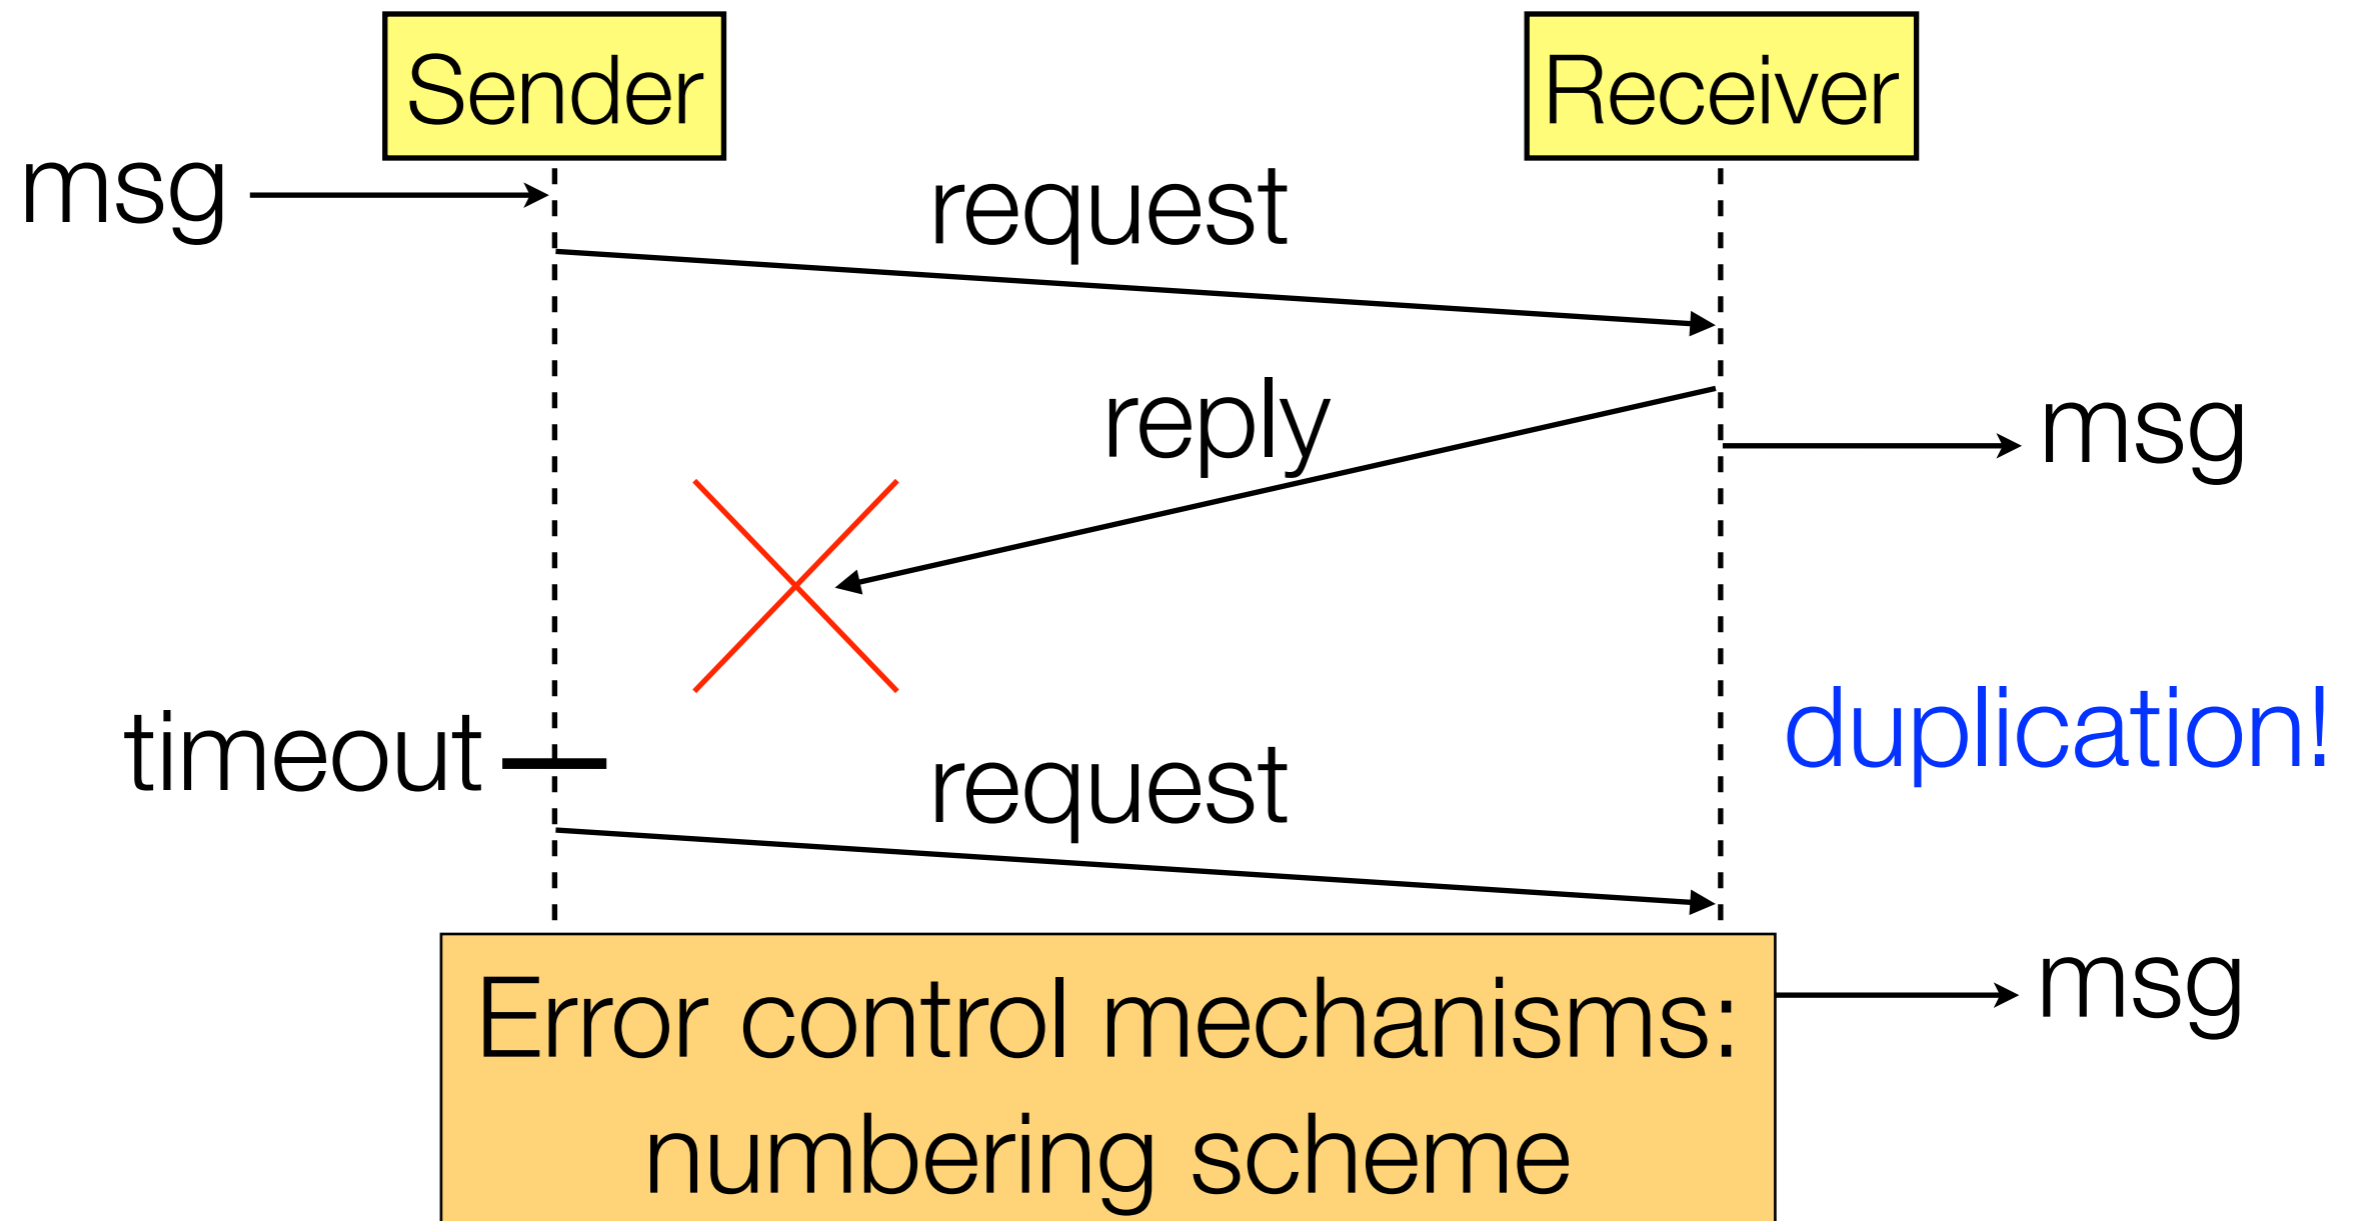 Sender
Receiver
msg
request
reply
msg
timeout
request
duplication!
msg
Error control mechanisms:
numbering scheme